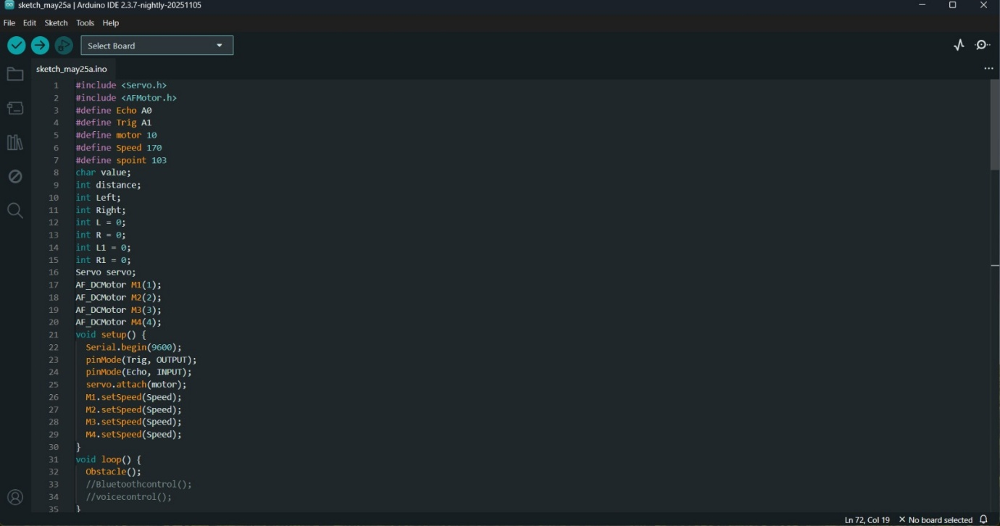 sketch_may25a | Arduino IDE 2.3.7-nightly-20251105
File Edit Sketch Tools Help
Select Board
sketch_may25a.ino
1 #include <Servo.h>
2 #include <AFMotor.h>
3 #define Echo A0
4 #define Trig A1
5 #define motor 10
6 #define Speed 170
7 #define spoint 103
8 char value;
9 int distance;
10 int Left;
11 int Right;
12 int L = 0;
13 int R = 0;
14 int L1 = 0;
15 int R1 = 0;
16 Servo servo;
17 AF_DCMotor M1(1);
18 AF_DCMotor M2(2);
19 AF_DCMotor M3(3);
20 AF_DCMotor M4(4);
21 void setup() {
22 Serial.begin(9600);
23 pinMode(Trig, OUTPUT);
24 pinMode(Echo, INPUT);
25 servo.attach(motor);
26 M1.setSpeed(Speed);
27 M2.setSpeed(Speed);
28 M3.setSpeed(Speed);
29 M4.setSpeed(Speed);
30 }
31 void loop() {
32 Obstacle();
33 //Bluetoothcontrol();
34 //voicecontrol();
35 }
Ln 72, Col 19 × No board selected